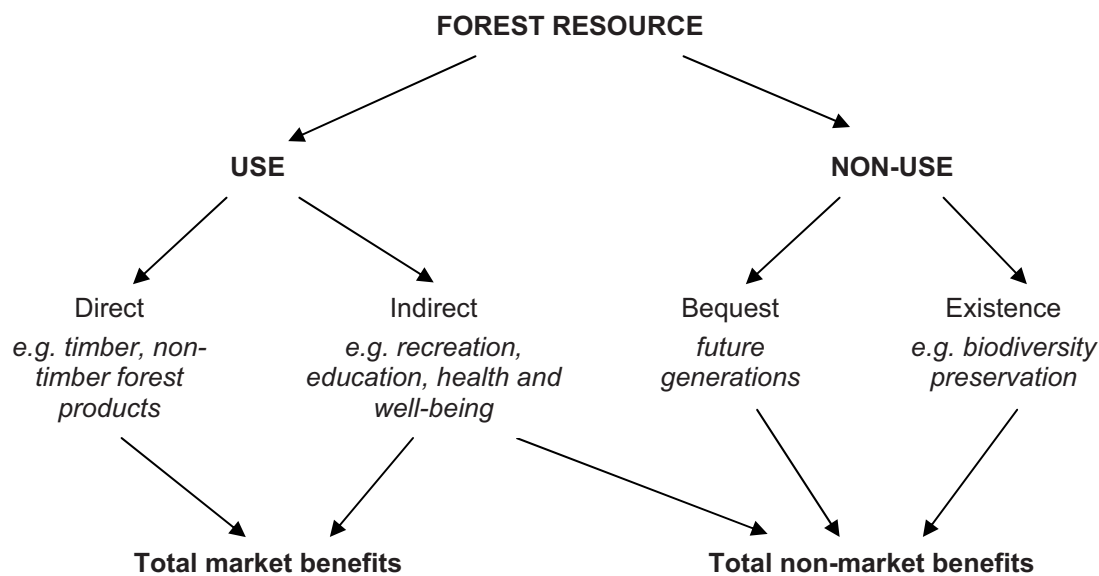 FOREST RESOURCE
USE
NON-USE
Direct
e.g. timber, non-
timber forest
products
Indirect
e.g. recreation,
education, health and
well-being
Bequest
future
generations
Existence
e.g. biodiversity
preservation
Total market benefits
Total non-market benefits